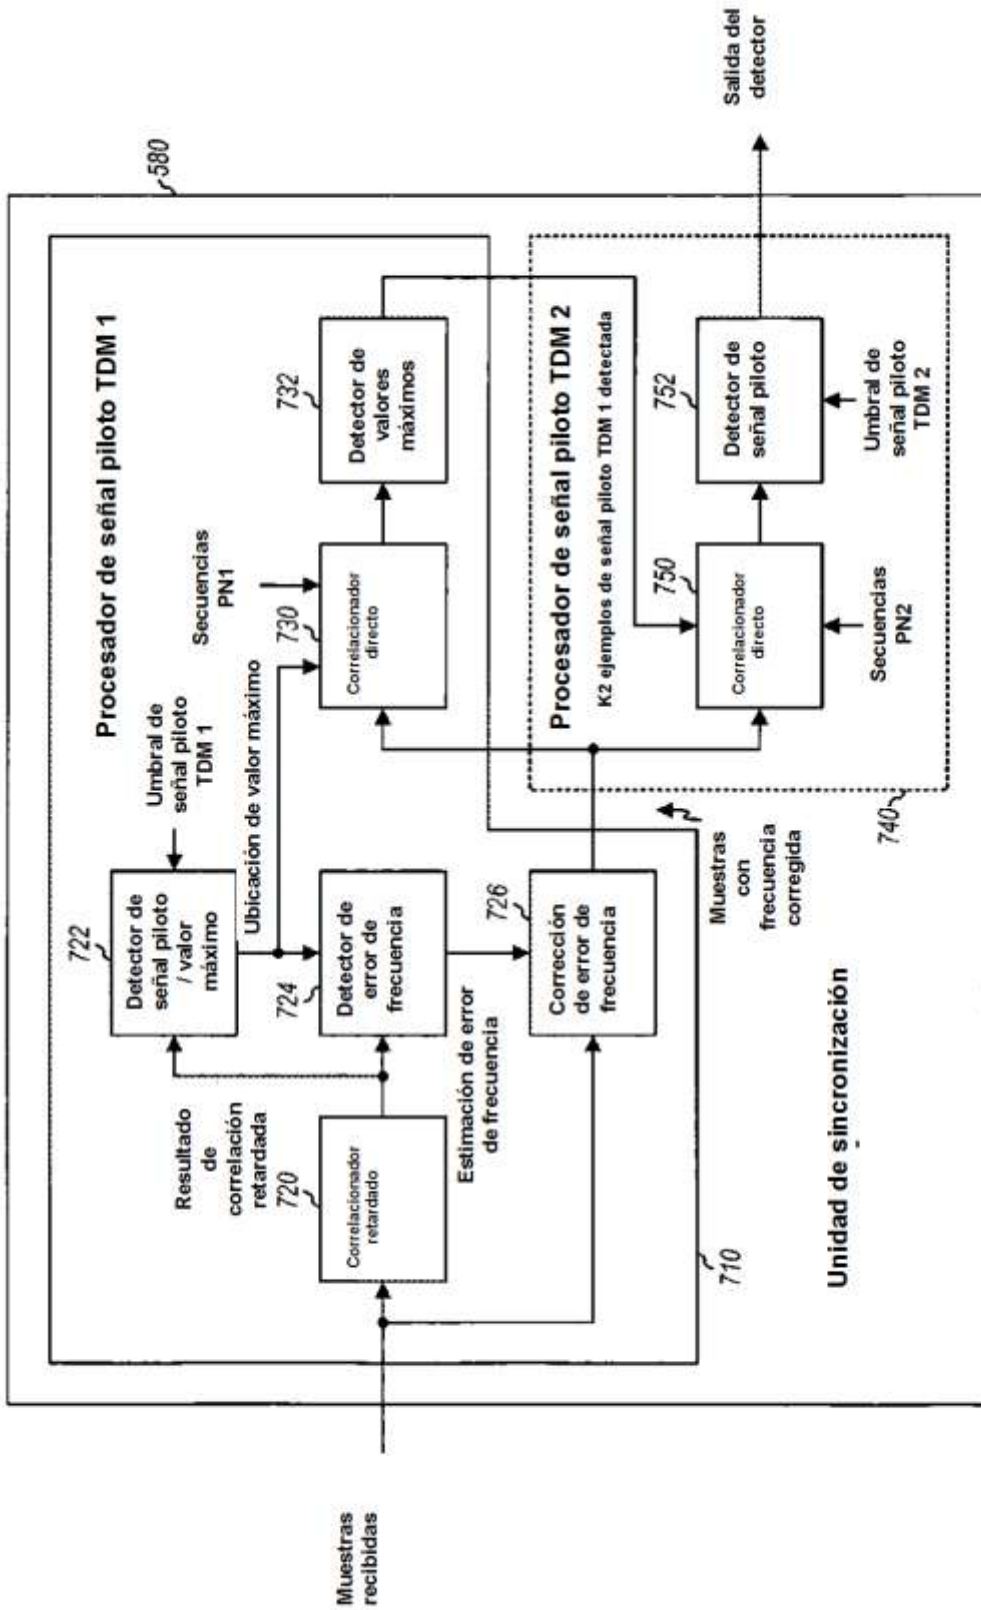 580
Procesador de señal piloto TDM 1
Umbral de
señal piloto
TDM 1
722
Detector de
señal piloto
/ valor
máximo
Ubicación de valor máximo
Secuencias
PN1
Resultado
de
correlación
retardada
720
Correlacionador
retardado
724
Detector de
error de
frecuencia
730
Correlacionador
directo
732
Detector de
valores
máximos
Estimación de error
de frecuencia
726
Corrección
de error de
frecuencia
Muestras
recibidas
710
Procesador de señal piloto TDM 2
K2 ejemplos de señal piloto TDM 1 detectada
750
Correlacionador
directo
752
Detector de
señal piloto
Salida del
detector
Secuencias
PN2
Umbral de
señal piloto
TDM 2
740
Muestras
con
frecuencia
corregida
Unidad de sincronización